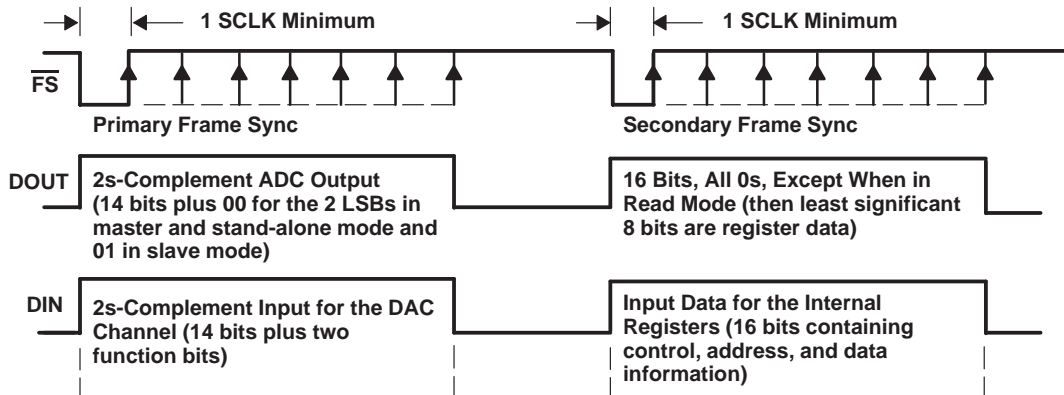 1 SCLK Minimum
1 SCLK Minimum
FS
Primary Frame Sync
Secondary Frame Sync
DOUT
2s-Complement ADC Output
(14 bits plus 00 for the 2 LSBs in
master and stand-alone mode and
01 in slave mode)
16 Bits, All 0s, Except When in
Read Mode (then least significant
8 bits are register data)
DIN
2s-Complement Input for the DAC
Channel (14 bits plus two
function bits)
Input Data for the Internal
Registers (16 bits containing
control, address, and data
information)